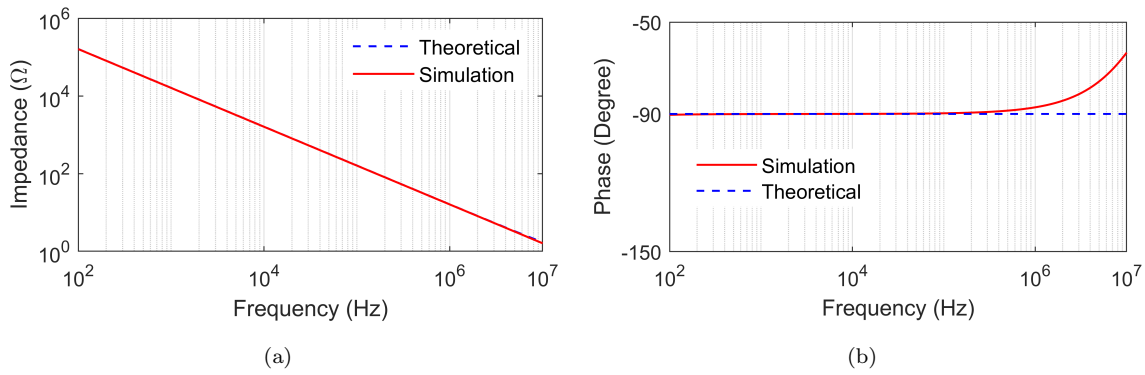 10^6
10^4
10^2
10^0
Impedance (Ω)
Theoretical
Simulation
10^2
10^4
10^6
10^7
Frequency (Hz)
(a)
-50
-90
-150
Phase (Degree)
Simulation
Theoretical
10^2
10^4
10^6
10^7
Frequency (Hz)
(b)